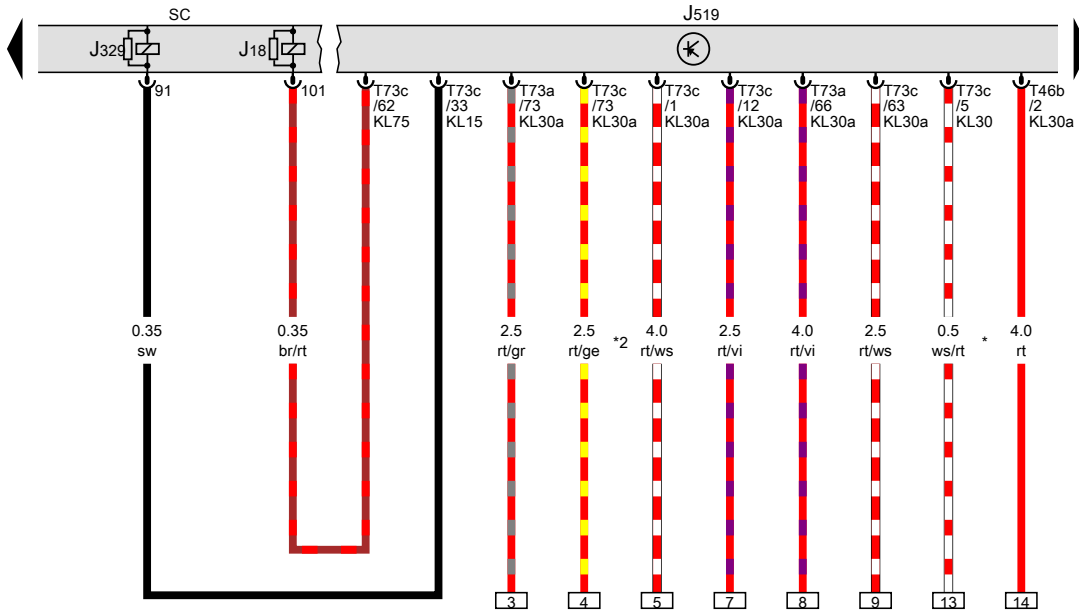 SC
J519
J329
J18
91
101
T73c
/62
KL75
T73c
/33
KL15
T73a
/73
KL30a
T73c
/73
KL30a
T73c
/1
KL30a
T73c
/12
KL30a
T73a
/66
KL30a
T73c
/63
KL30a
T73c
/5
KL30
T46b
/2
KL30a
0.35
sw
0.35
br/rt
2.5
rt/gr
2.5
rt/ge
*2
4.0
rt/ws
2.5
rt/vi
4.0
rt/vi
2.5
rt/ws
0.5
ws/rt
*
4.0
rt
3
4
5
7
8
9
13
14